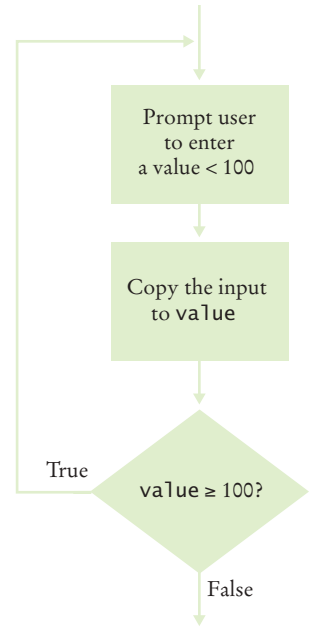 Prompt user
to enter
a value < 100
Copy the input
to value
True
value ≥ 100?
False